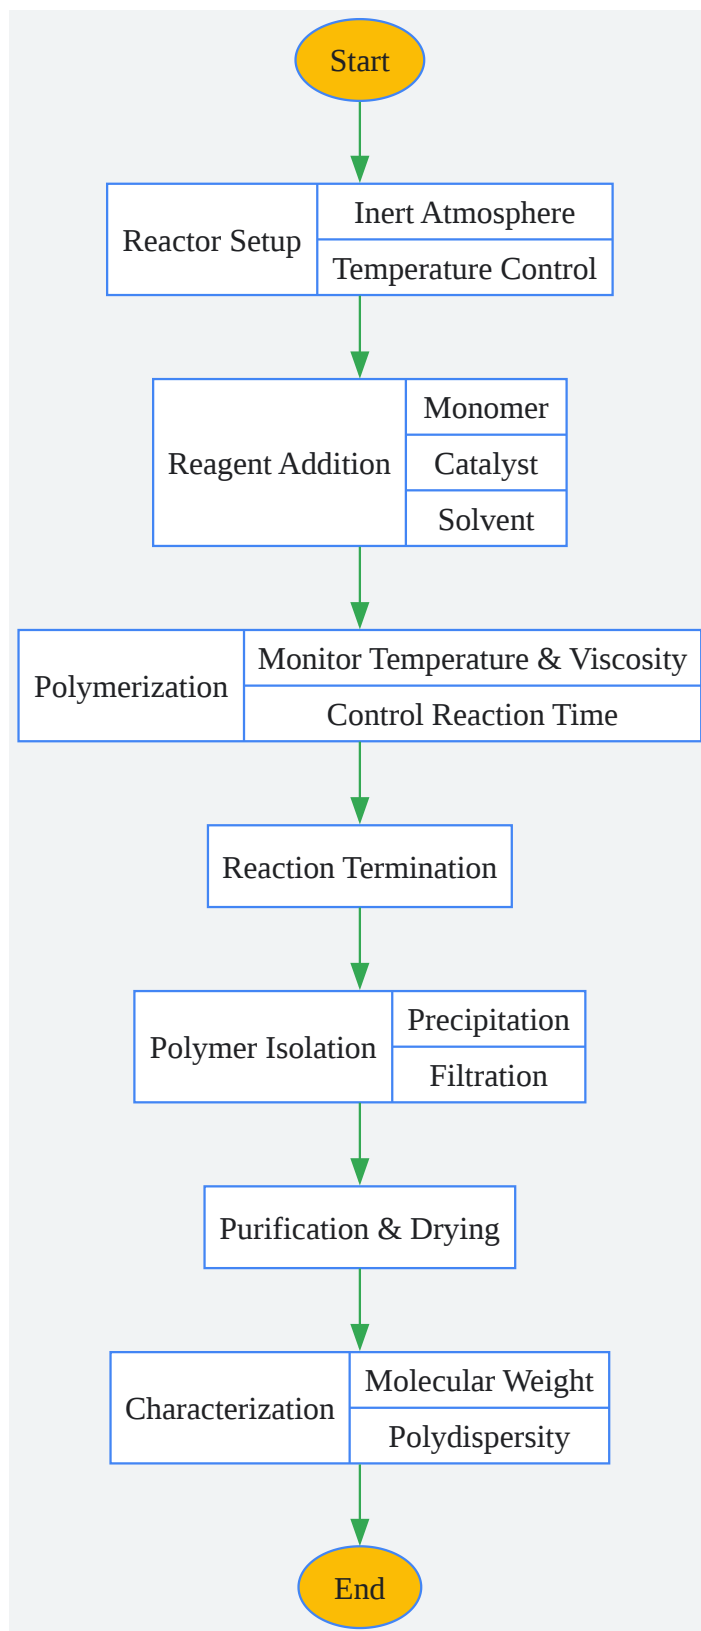 Start
Reactor Setup
Inert Atmosphere
Temperature Control
Reagent Addition
Monomer
Catalyst
Solvent
Polymerization
Monitor Temperature & Viscosity
Control Reaction Time
Reaction Termination
Polymer Isolation
Precipitation
Filtration
Purification & Drying
Characterization
Molecular Weight
Polydispersity
End